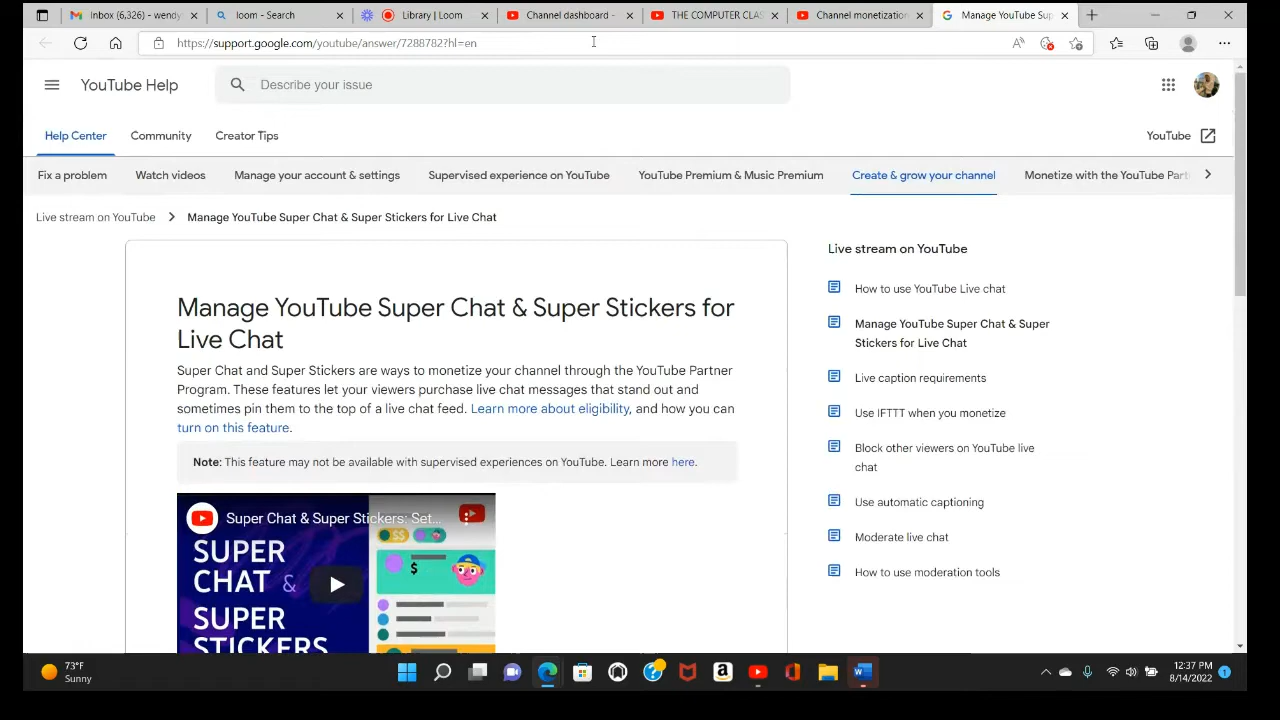 Inbox (6,326) - wendy
loom - Search
Library | Loom
Channel dashboard -
THE COMPUTER CLAS
Channel monetization
Manage YouTube Sup
https://support.google.com/youtube/answer/7288782?hl=en
YouTube Help
Describe your issue
Help Center
Community
Creator Tips
YouTube
Fix a problem
Watch videos
Manage your account & settings
Supervised experience on YouTube
YouTube Premium & Music Premium
Create & grow your channel
Monetize with the YouTube Part
Live stream on YouTube
Manage YouTube Super Chat & Super Stickers for Live Chat
Manage YouTube Super Chat & Super Stickers for
Live Chat
Super Chat and Super Stickers are ways to monetize your channel through the YouTube Partner
Program. These features let your viewers purchase live chat messages that stand out and
sometimes pin them to the top of a live chat feed. Learn more about eligibility, and how you can
turn on this feature.
Note: This feature may not be available with supervised experiences on YouTube. Learn more here.
Super Chat & Super Stickers: Set...
SUPER
CHAT &
SUPER
STICKERS
$$
$
Live stream on YouTube
How to use YouTube Live chat
Manage YouTube Super Chat & Super
Stickers for Live Chat
Live caption requirements
Use IFTTT when you monetize
Block other viewers on YouTube live
chat
Use automatic captioning
Moderate live chat
How to use moderation tools
73°F
Sunny
12:37 PM
8/14/2022
1